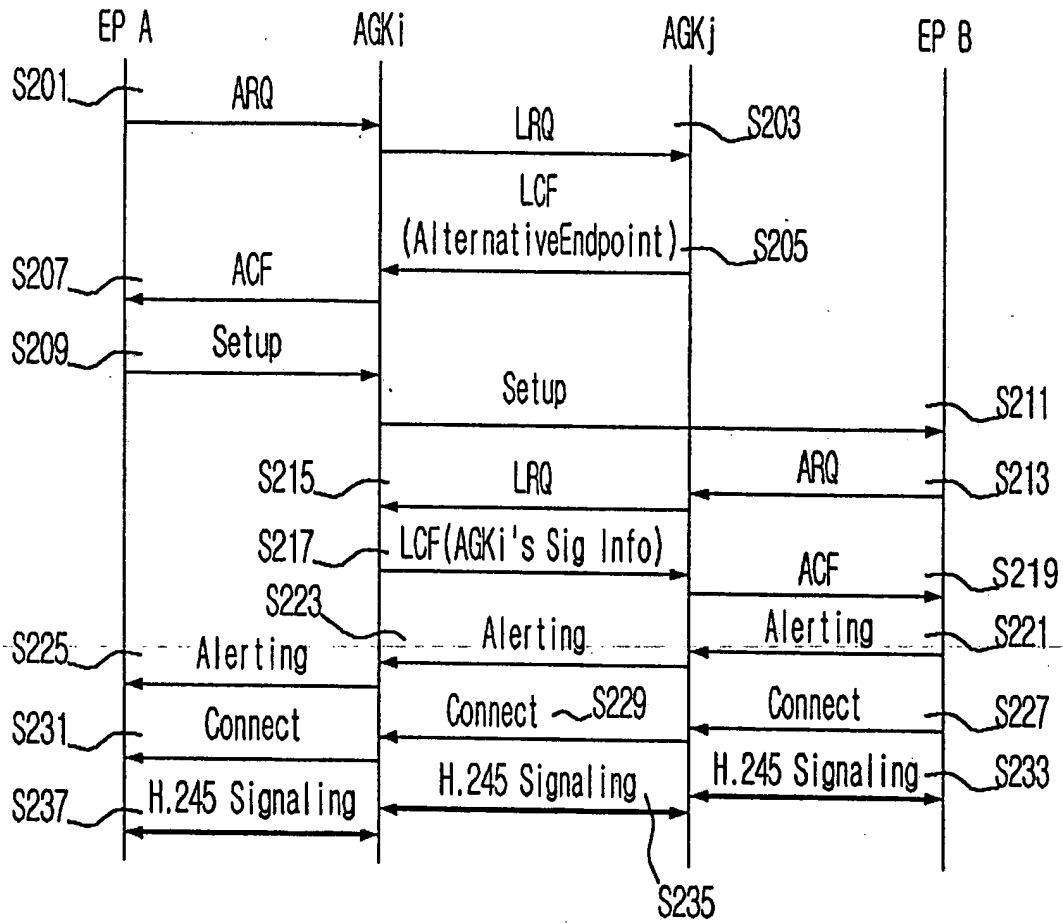 EP A AGKi AGKj EP B
S201 ARQ
LRQ S203
LCF
(AlternativeEndpoint) S205
S207 ACF
S209 Setup
Setup S211
S215 LRQ ARQ S213
S217 LCF(AGKi's Sig Info) ACF S219
S223
S225 Alerting Alerting Alerting S221
S231 Connect Connect S229 Connect S227
S237 H.245 Signaling H.245 Signaling H.245 Signaling S233
S235